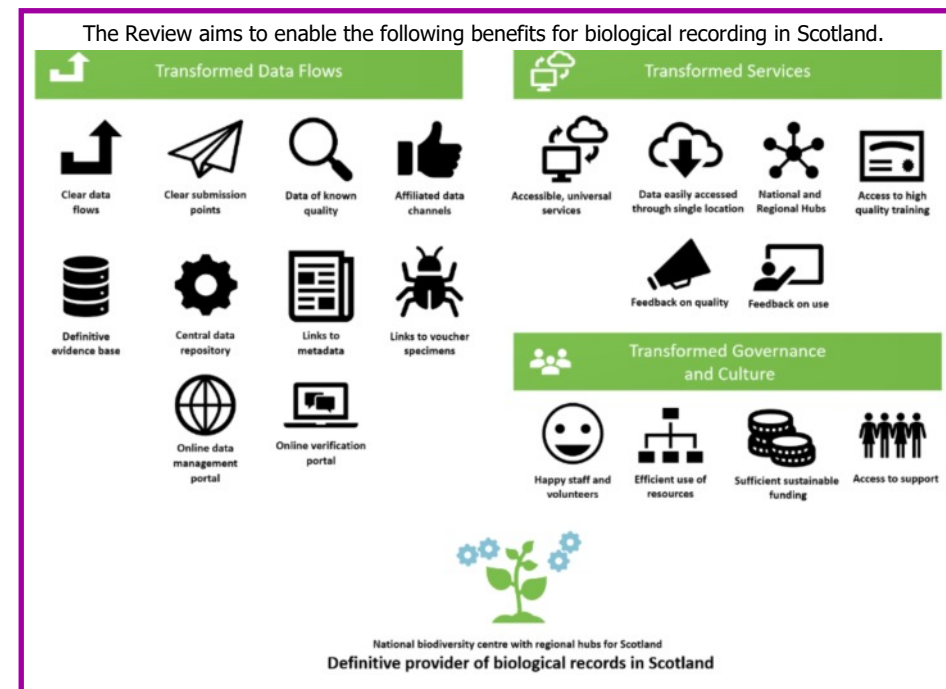 The Review aims to enable the following benefits for biological recording in Scotland.
Transformed Data Flows
Clear data
flows
Clear submission
points
Data of known
quality
Affiliated data
channels
Definitive
evidence base
Central data
repository
Links to
metadata
Links to voucher
specimens
Online data
management
portal
Online verification
portal
Transformed Services
Accessible, universal
services
Data easily accessed
through single location
National and
Regional Hubs
Access to high
quality training
Feedback on quality
Feedback on use
Transformed Governance
and Culture
Happy staff and
volunteers
Efficient use of
resources
Sufficient sustainable
funding
Access to support
National biodiversity centre with regional hubs for Scotland
Definitive provider of biological records in Scotland